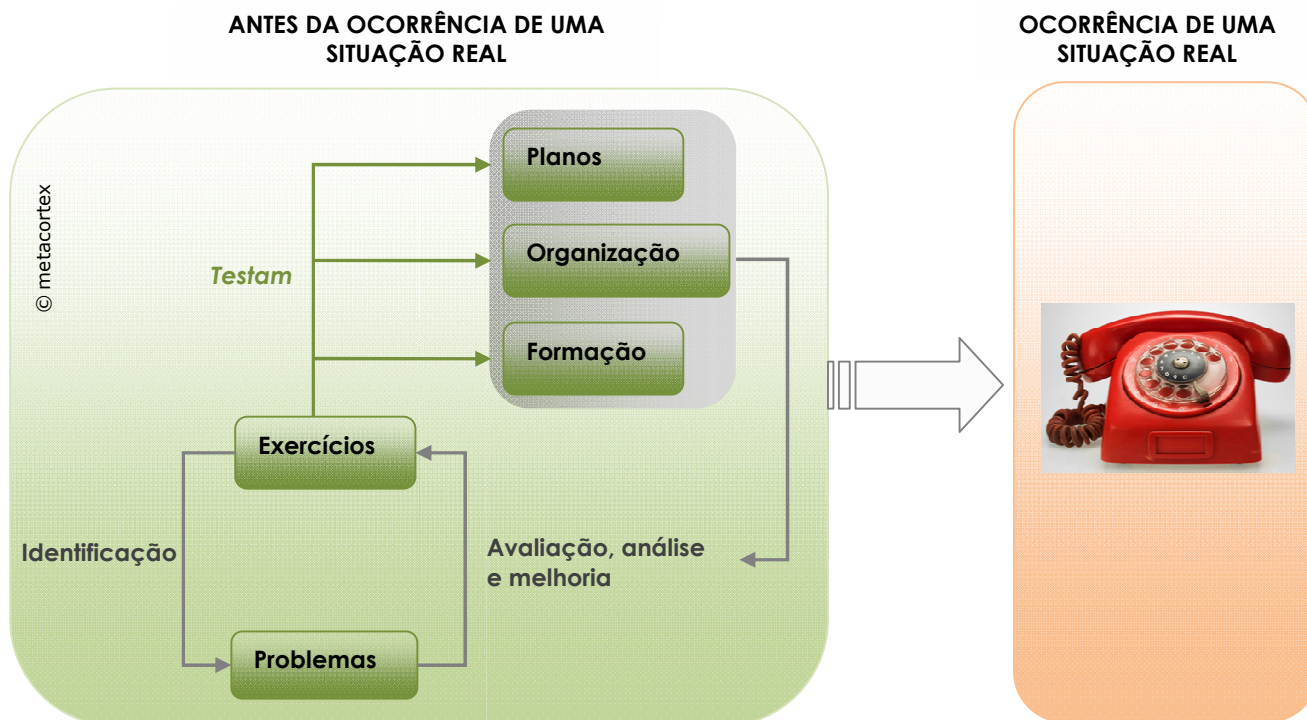 ANTES DA OCORRÊNCIA DE UMA
SITUAÇÃO REAL
OCORRÊNCIA DE UMA
SITUAÇÃO REAL
© metacortex
Planos
Organização
Testam
Formação
Exercícios
Identificação
Avaliação, análise
e melhoria
Problemas